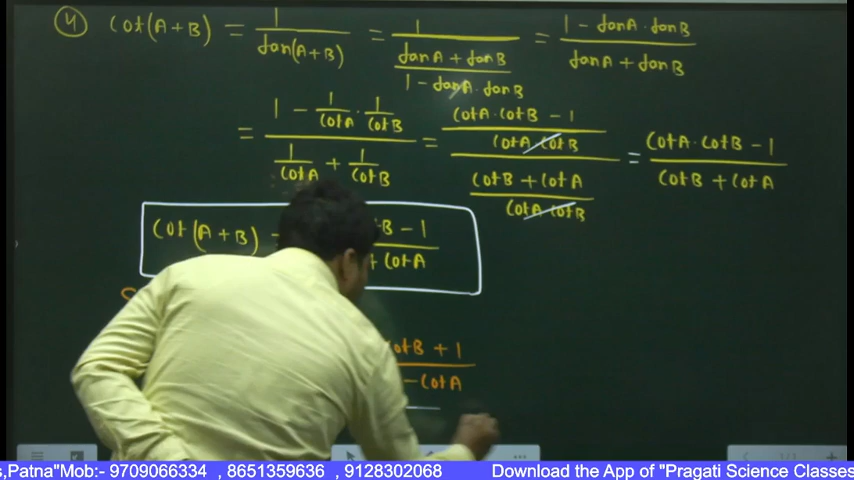 4 cot(A+B) = 1/tan(A+B) = 1/((tanA + tanB)/(1 - tanA · tanB)) = (1 - tanA · tanB)/(tanA + tanB)
= (1 - 1/cotA · 1/cotB)/(1/cotA + 1/cotB) = ((cotA · cotB - 1)/(cotA · cotB))/((cotB + cotA)/(cotA · cotB)) = (cotA · cotB - 1)/(cotB + cotA)
cot(A+B)
B - 1
+ cotA
cotB + 1
- cotA
1/1
s,Patna"Mob:- 9709066334 , 8651359636 , 9128302068 Download the App of "Pragati Science Classes